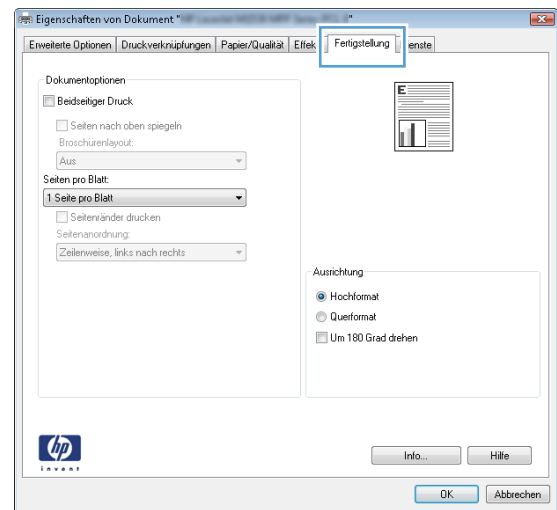 Eigenschaften von Dokument "
Erweiterte Optionen Druckverknüpfungen Papier/Qualität Effek Fertigstellung enste
Dokumentoptionen
Beidseitiger Druck
Seiten nach oben spiegeln
Broschürenlayout:
Aus
Seiten pro Blatt:
1 Seite pro Blatt
Seitenränder drucken
Seitenanordnung:
Zeilenweise, links nach rechts
E
Ausrichtung
Hochformat
Querformat
Um 180 Grad drehen
hp
invent
Info... Hilfe
OK Abbrechen